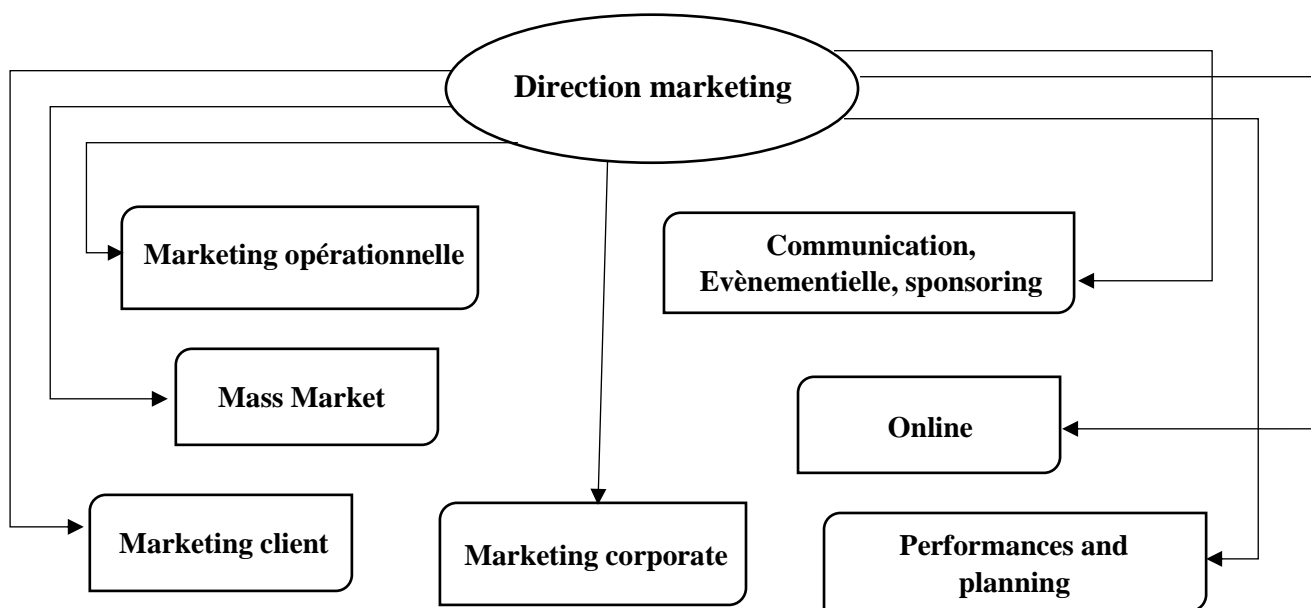 Direction marketing
Marketing opérationnelle
Communication,
Evènementielle, sponsoring
Mass Market
Online
Marketing client
Marketing corporate
Performances and
planning